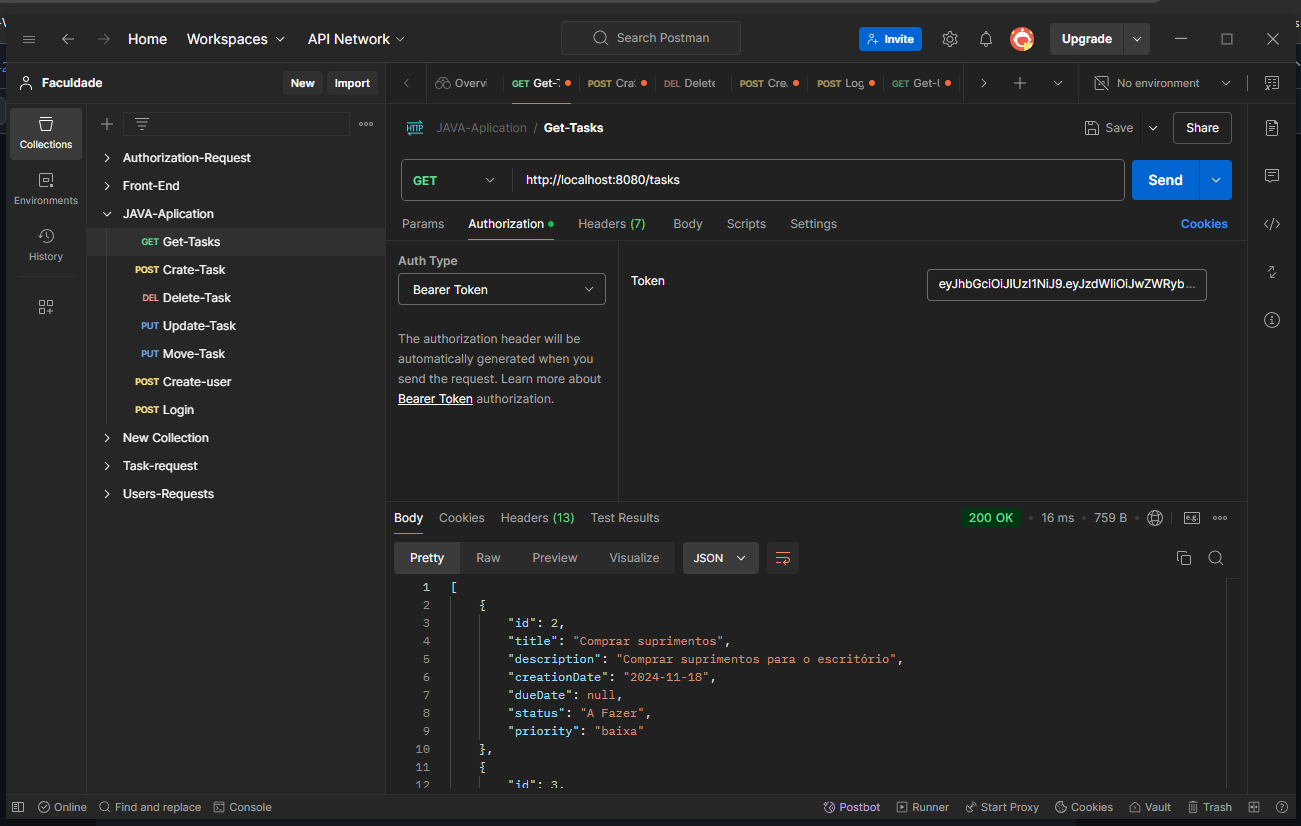 Home Workspaces API Network Search Postman Invite Upgrade
Faculdade New Import
Overvi GET Get-T POST Cra DEL Delete POST Cre POST Log GET Get-U No environment
Collections
Environments
History
Authorization-Request
Front-End
JAVA-Aplication
GET Get-Tasks
POST Crate-Task
DEL Delete-Task
PUT Update-Task
PUT Move-Task
POST Create-user
POST Login
New Collection
Task-request
Users-Requests
HTTP JAVA-Aplication / Get-Tasks Save Share
GET http://localhost:8080/tasks Send
Params Authorization Headers (7) Body Scripts Settings Cookies
Auth Type
Bearer Token
The authorization header will be
automatically generated when you
send the request. Learn more about
Bearer Token authorization.
Token eyJhbGciOiJIUzI1NiJ9.eyJzdWIiOiJwZWRyb...
Body Cookies Headers (13) Test Results 200 OK 16 ms 759 B e.g.
Pretty Raw Preview Visualize JSON
1 [
2 {
3 "id": 2,
4 "title": "Comprar suprimentos",
5 "description": "Comprar suprimentos para o escritório",
6 "creationDate": "2024-11-18",
7 "dueDate": null,
8 "status": "A Fazer",
9 "priority": "baixa"
10 },
11 {
12 "id": 3,
Online Find and replace Console Postbot Runner Start Proxy Cookies Vault Trash